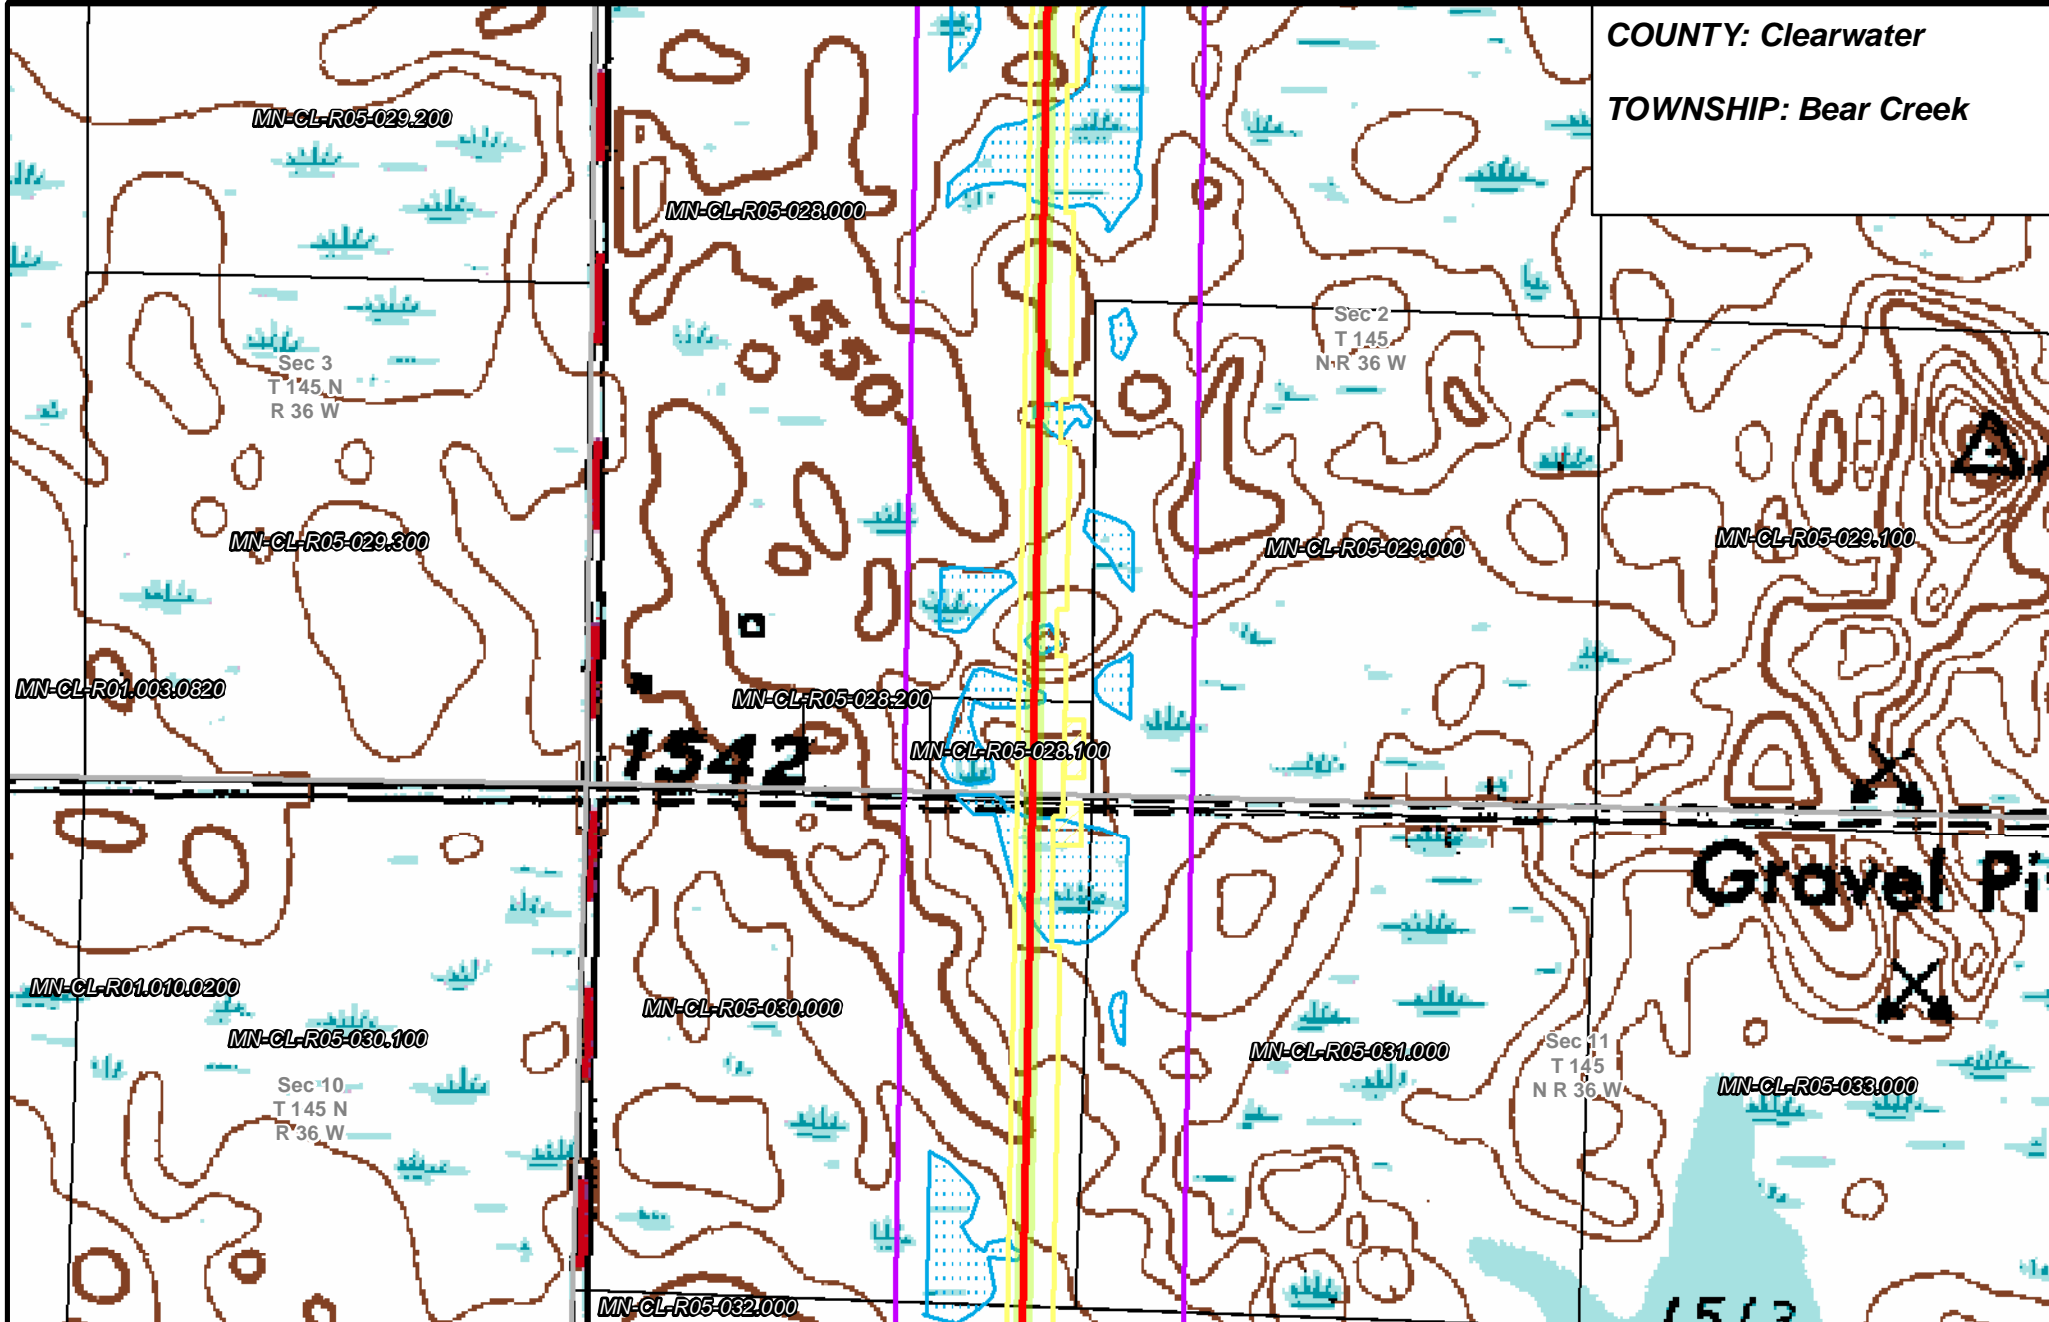 COUNTY: Clearwater
TOWNSHIP: Bear Creek
MN-CL-R05-029.200
MN-CL-R05-028.000
1550
Sec 2
T 145
N R 36 W
Sec 3
T 145 N
R 36 W
MN-CL-R05-029.300
MN-CL-R05-029.000
MN-CL-R05-029.100
MN-CL-R01.003.0820
MN-CL-R05-028.200
1542
MN-CL-R05-028.100
Gravel Pi
MN-CL-R01.010.0200
MN-CL-R05-030.000
MN-CL-R05-030.100
MN-CL-R05-031.000
Sec 11
T 145
N R 36 W
Sec 10
T 145 N
R 36 W
MN-CL-R05-033.000
MN-CL-R05-032.000